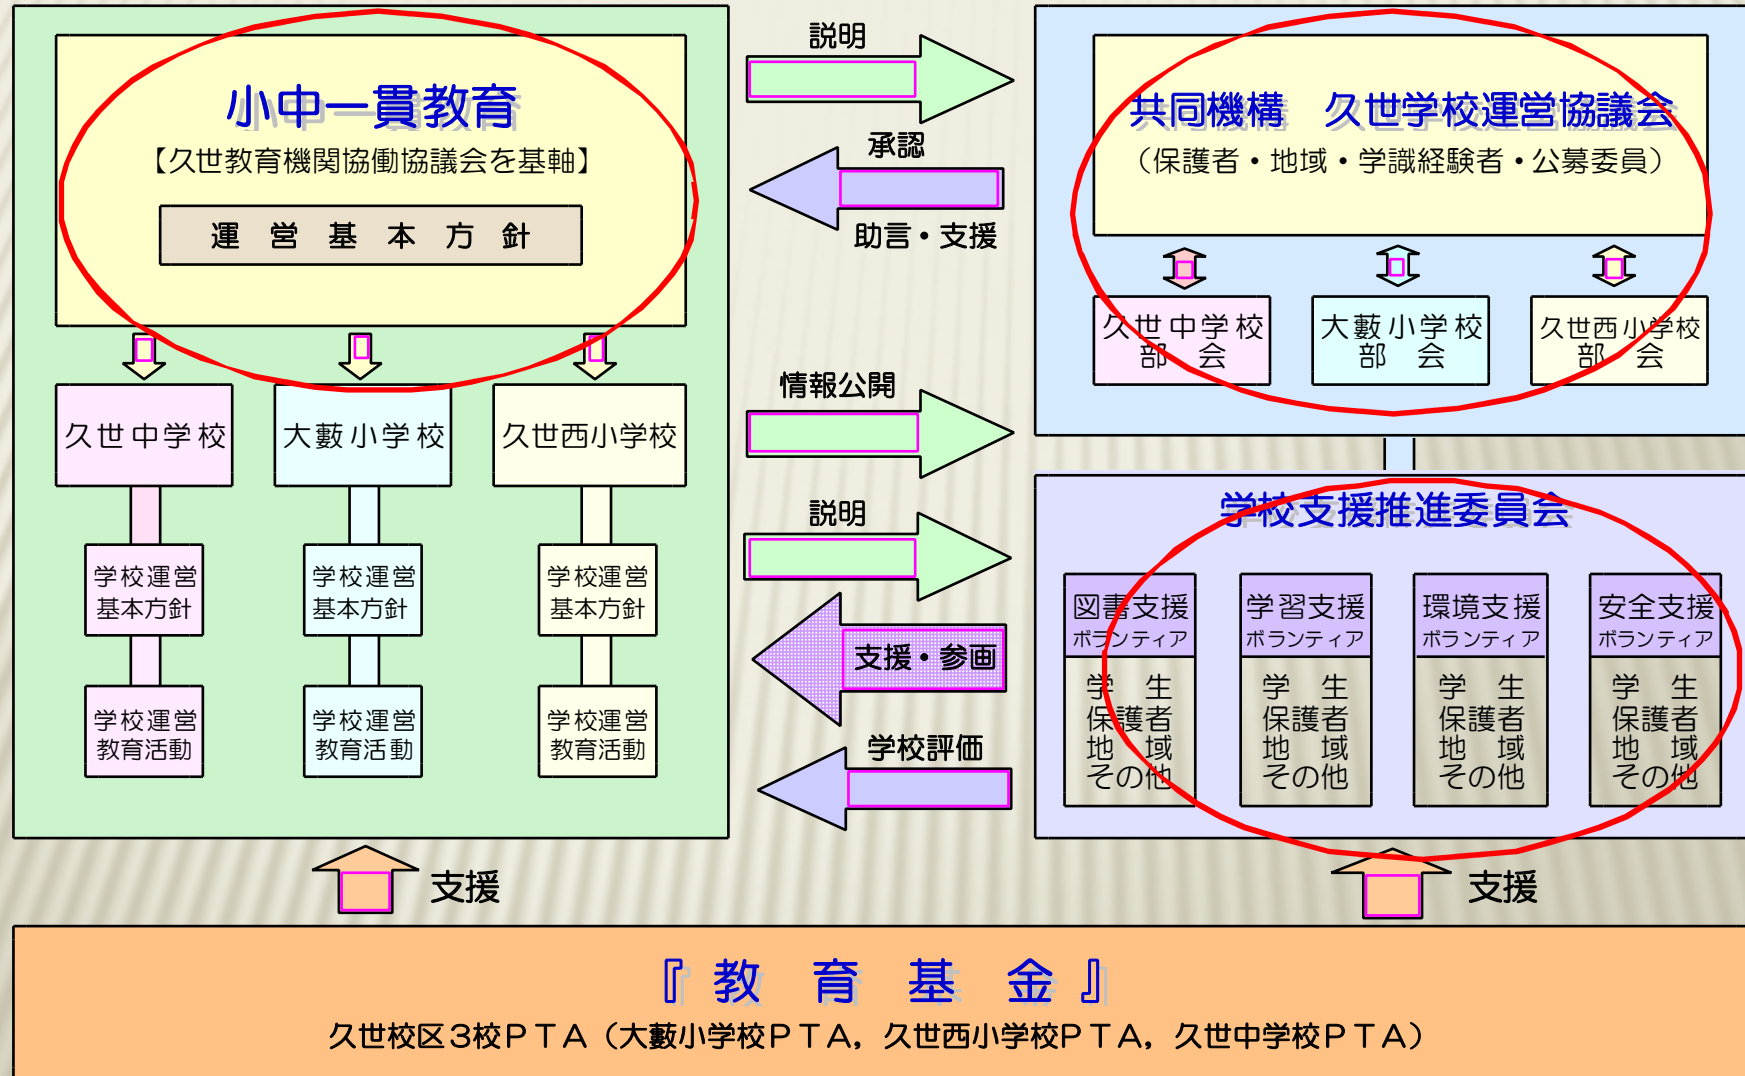 小中一貫教育
【久世教育機関協働協議会を基軸】
運営基本方針
久世中学校
大藪小学校
久世西小学校
学校運営
基本方針
学校運営
基本方針
学校運営
基本方針
学校運営
教育活動
学校運営
教育活動
学校運営
教育活動
説明
承認
助言・支援
情報公開
説明
支援・参画
学校評価
共同機構　久世学校運営協議会
（保護者・地域・学識経験者・公募委員）
久世中学校
部　会
大藪小学校
部　会
久世西小学校
部　会
学校支援推進委員会
図書支援
ボランティア
学　生
保護者
地　域
その他
学習支援
ボランティア
学　生
保護者
地　域
その他
環境支援
ボランティア
学　生
保護者
地　域
その他
安全支援
ボランティア
学　生
保護者
地　域
その他
支援
支援
『教育基金』
久世校区３校ＰＴＡ（大藪小学校ＰＴＡ，久世西小学校ＰＴＡ，久世中学校ＰＴＡ）